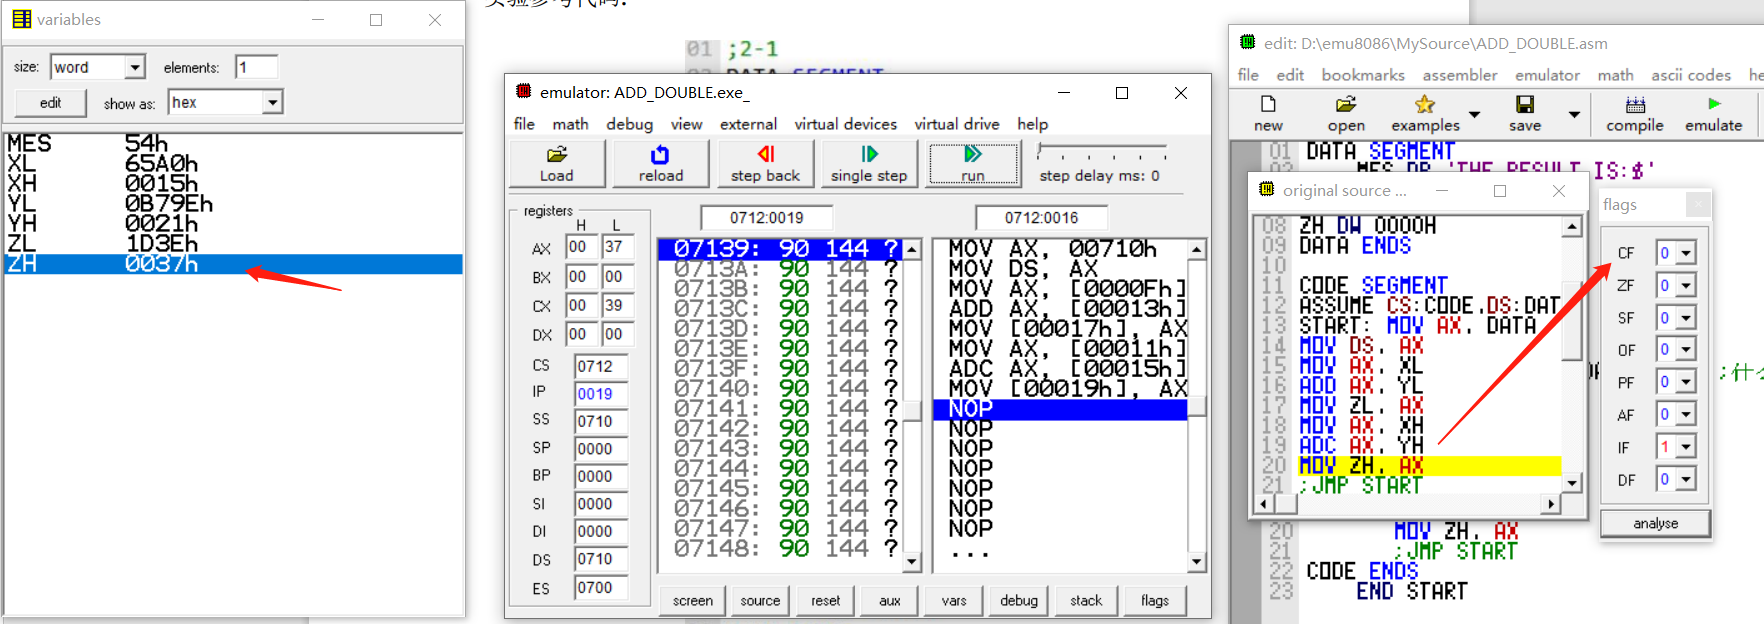 实验参考代码:
01 ;2-1
DATA SEGMENT
variables
size: word elements: 1
edit show as: hex
MES 54h
XL 65A0h
XH 0015h
YL 0B79Eh
YH 0021h
ZL 1D3Eh
ZH 0037h
emulator: ADD_DOUBLE.exe_
file math debug view external virtual devices virtual drive help
Load reload step back single step run step delay ms: 0
registers
H L
AX 00 37
BX 00 00
CX 00 39
DX 00 00
CS 0712
IP 0019
SS 0710
SP 0000
BP 0000
SI 0000
DI 0000
DS 0710
ES 0700
0712:0019
07139: 90 144 ?
0713A: 90 144 ?
0713B: 90 144 ?
0713C: 90 144 ?
0713D: 90 144 ?
0713E: 90 144 ?
0713F: 90 144 ?
07140: 90 144 ?
07141: 90 144 ?
07142: 90 144 ?
07143: 90 144 ?
07144: 90 144 ?
07145: 90 144 ?
07146: 90 144 ?
07147: 90 144 ?
07148: 90 144 ?
0712:0016
MOV AX, 00710h
MOV DS, AX
MOV AX, [0000Fh]
ADD AX, [00013h]
MOV [00017h], AX
MOV AX, [00011h]
ADC AX, [00015h]
MOV [00019h], AX
NOP
NOP
NOP
NOP
NOP
NOP
NOP
...
screen source reset aux vars debug stack flags
edit: D:\emu8086\MySource\ADD_DOUBLE.asm
file edit bookmarks assembler emulator math ascii codes he
new open examples save compile emulate
01 DATA SEGMENT
02 MES DB 'THE RESULT IS:$'
original source ...
08 ZH DW 0000H
09 DATA ENDS
10
11 CODE SEGMENT
12 ASSUME CS:CODE,DS:DAT
13 START: MOV AX, DATA
14 MOV DS, AX
15 MOV AX, XL
16 ADD AX, YL
17 MOV ZL, AX
18 MOV AX, XH
19 ADC AX, YH
20 MOV ZH, AX
21 ;JMP START
flags
CF 0
ZF 0
SF 0
OF 0
PF 0
AF 0
IF 1
DF 0
analyse
;什
20 MOV ZH, AX
21 ;JMP START
22 CODE ENDS
23 END START